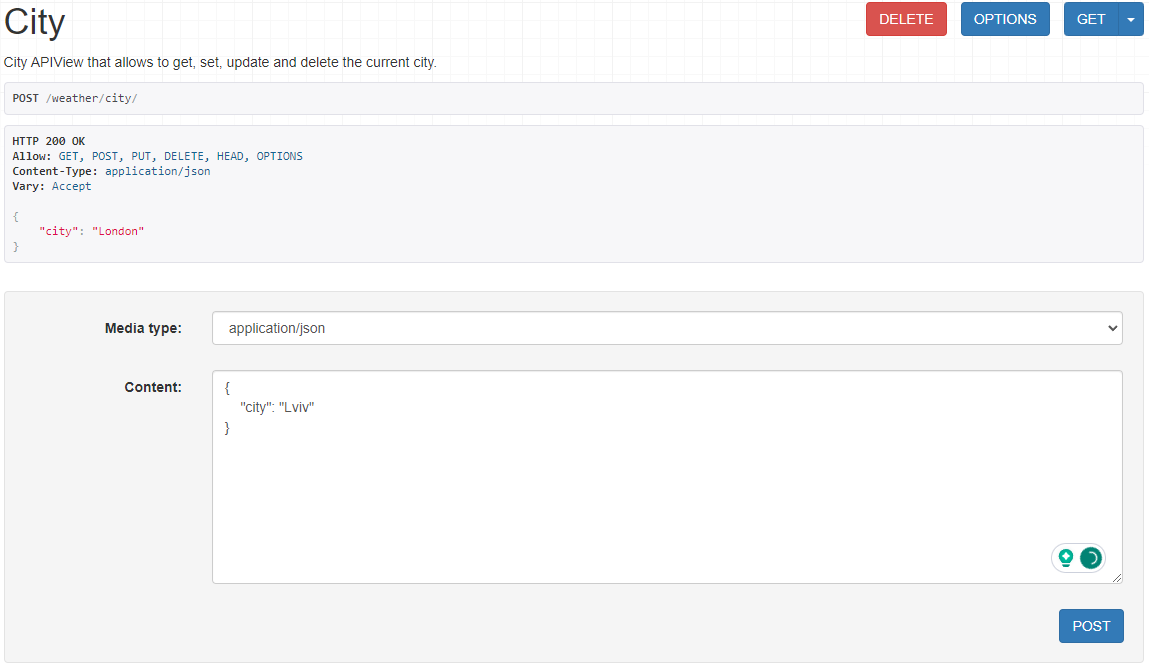 City
DELETE
OPTIONS
GET
City APIView that allows to get, set, update and delete the current city.
POST /weather/city/
HTTP 200 OK
Allow: GET, POST, PUT, DELETE, HEAD, OPTIONS
Content-Type: application/json
Vary: Accept
{
"city": "London"
}
Media type:
application/json
Content:
{
"city": "Lviv"
}
POST